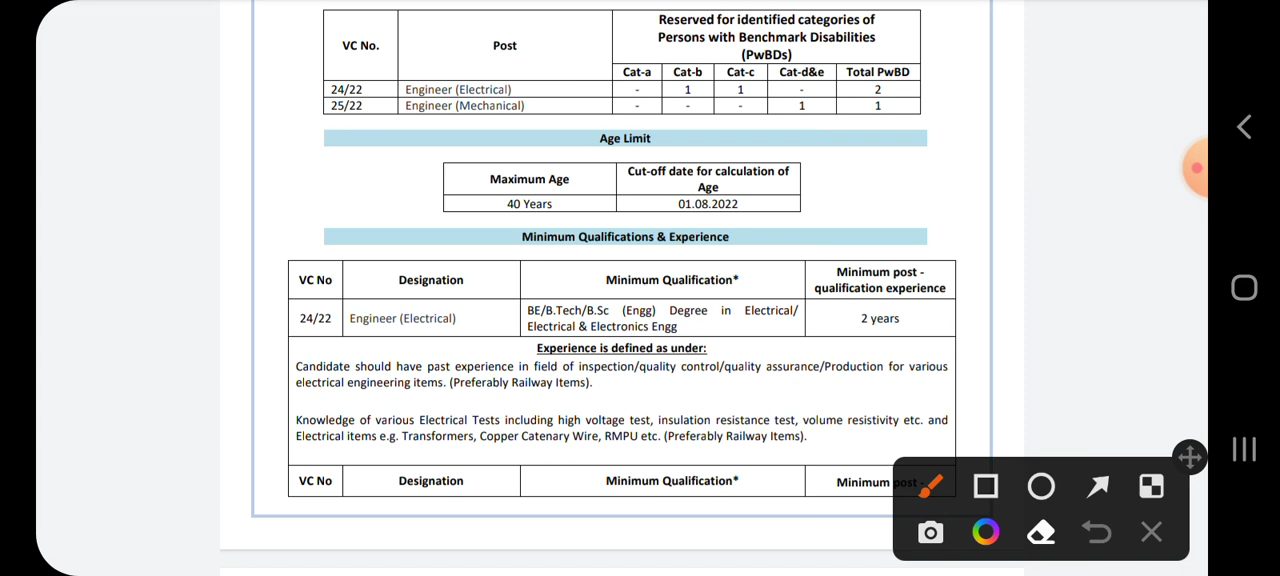 VC No. Post Reserved for identified categories of
Persons with Benchmark Disabilities
(PwBDs)
Cat-a Cat-b Cat-c Cat-d&e Total PwBD
24/22 Engineer (Electrical) - 1 1 - 2
25/22 Engineer (Mechanical) - - - 1 1
Age Limit
Maximum Age Cut-off date for calculation of
Age
40 Years 01.08.2022
Minimum Qualifications & Experience
VC No Designation Minimum Qualification* Minimum post -
qualification experience
24/22 Engineer (Electrical) BE/B.Tech/B.Sc (Engg) Degree in Electrical/
Electrical & Electronics Engg 2 years
Experience is defined as under:
Candidate should have past experience in field of inspection/quality control/quality assurance/Production for various
electrical engineering items. (Preferably Railway Items).
Knowledge of various Electrical Tests including high voltage test, insulation resistance test, volume resistivity etc. and
Electrical items e.g. Transformers, Copper Catenary Wire, RMPU etc. (Preferably Railway Items).
VC No Designation Minimum Qualification* Minimum post -